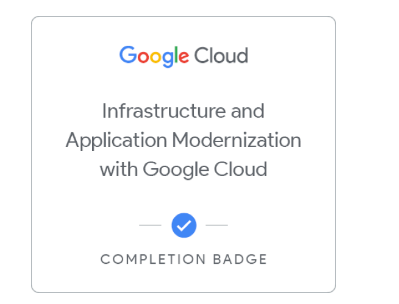 Google Cloud
Infrastructure and
Application Modernization
with Google Cloud
COMPLETION BADGE